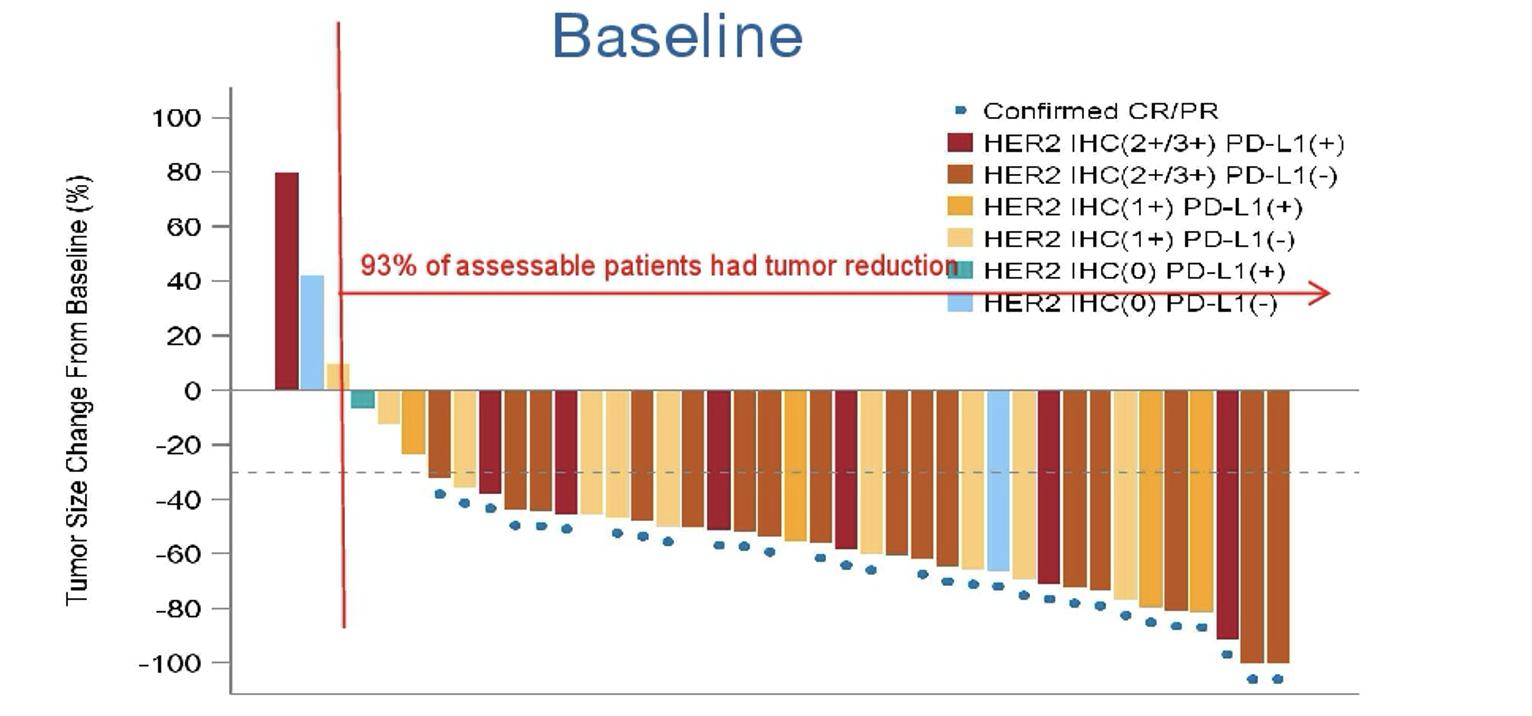 Baseline
Tumor Size Change From Baseline (%)
100
80
60
40
20
0
-20
-40
-60
-80
-100
Confirmed CR/PR
HER2 IHC(2+/3+) PD-L1(+)
HER2 IHC(2+/3+) PD-L1(-)
HER2 IHC(1+) PD-L1(+)
HER2 IHC(1+) PD-L1(-)
HER2 IHC(0) PD-L1(+)
HER2 IHC(0) PD-L1(-)
93% of assessable patients had tumor reduction